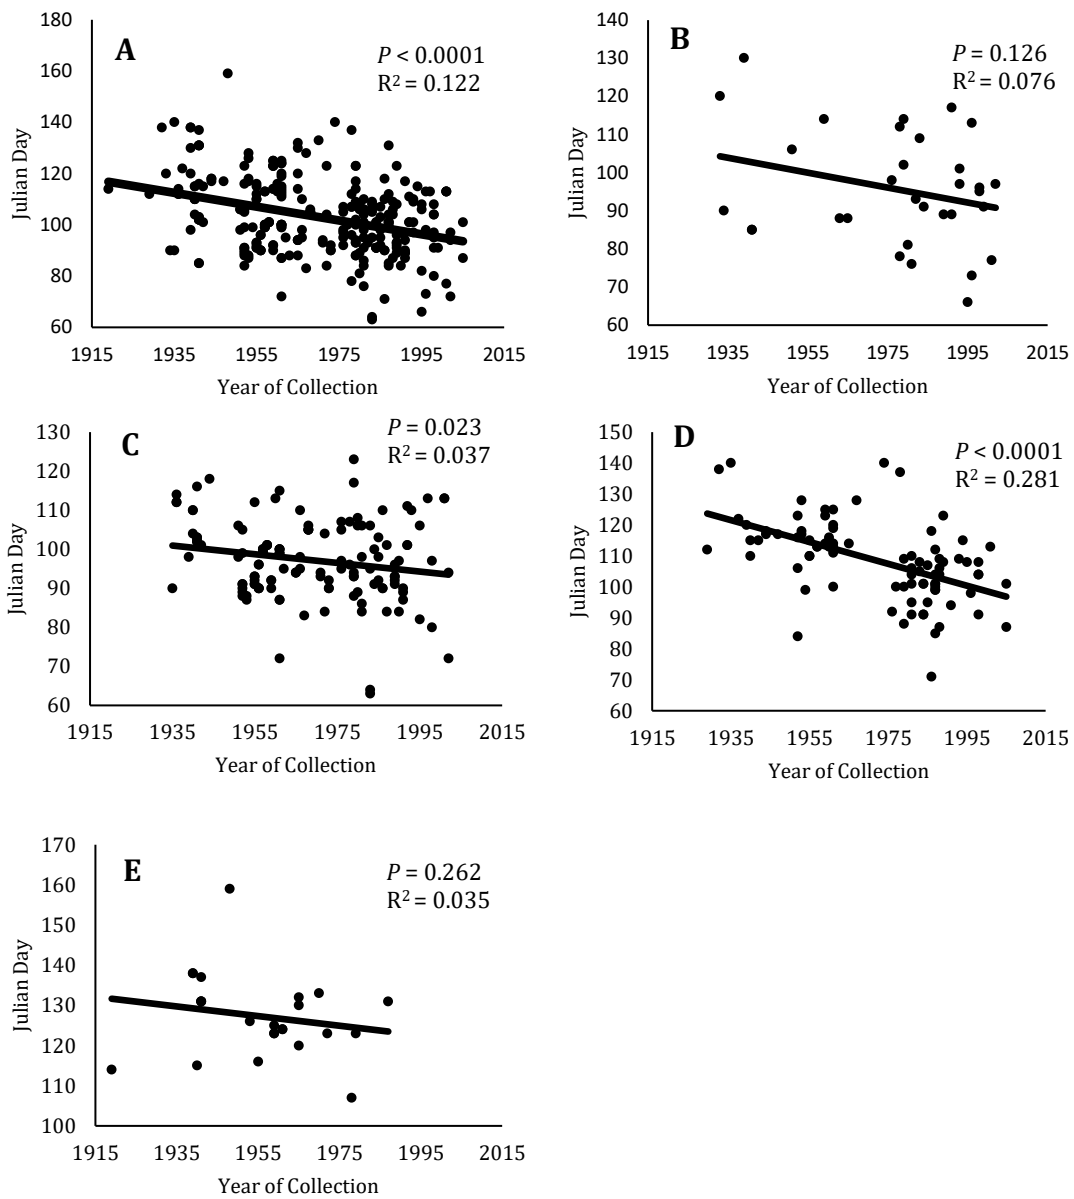 A
P < 0.0001
R² = 0.122
180
160
140
120
100
80
60
Julian Day
1915 1935 1955 1975 1995 2015
Year of Collection
B
P = 0.126
R² = 0.076
140
130
120
110
100
90
80
70
60
Julian Day
1915 1935 1955 1975 1995 2015
Year of Collection
C
P = 0.023
R² = 0.037
130
120
110
100
90
80
70
60
Julian Day
1915 1935 1955 1975 1995 2015
Year of Collection
D
P < 0.0001
R² = 0.281
150
140
130
120
110
100
90
80
70
60
Julian Day
1915 1935 1955 1975 1995 2015
Year of Collection
E
P = 0.262
R² = 0.035
170
160
150
140
130
120
110
100
Julian Day
1915 1935 1955 1975 1995 2015
Year of Collection